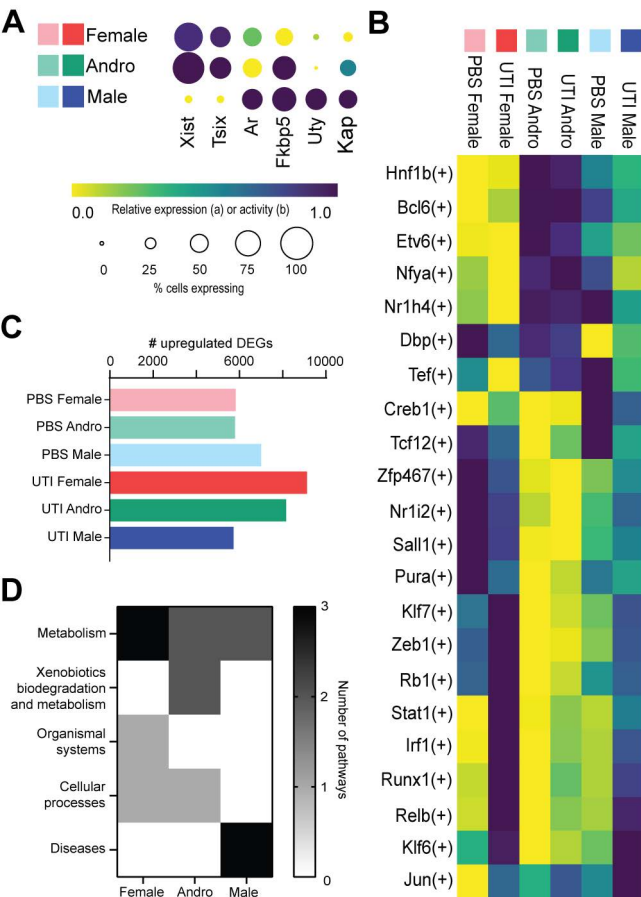 A
Female
Andro
Male
Xist
Tsix
Ar
Fkbp5
Uty
Kap
0.0 Relative expression (a) or activity (b) 1.0
0 25 50 75 100
% cells expressing
B
PBS Female
UTI Female
PBS Andro
UTI Andro
PBS Male
UTI Male
Hnf1b(+)
Bcl6(+)
Etv6(+)
Nfya(+)
Nr1h4(+)
Dbp(+)
Tef(+)
Creb1(+)
Tcf12(+)
Zfp467(+)
Nr1i2(+)
Sall1(+)
Pura(+)
Klf7(+)
Zeb1(+)
Rb1(+)
Stat1(+)
Irf1(+)
Runx1(+)
Relb(+)
Klf6(+)
Jun(+)
C
# upregulated DEGs
0 2000 6000 10000
PBS Female
PBS Andro
PBS Male
UTI Female
UTI Andro
UTI Male
D
Metabolism
Xenobiotics
biodegradation
and metabolism
Organismal
systems
Cellular
processes
Diseases
Female Andro Male
3
2
1
0
Number of pathways